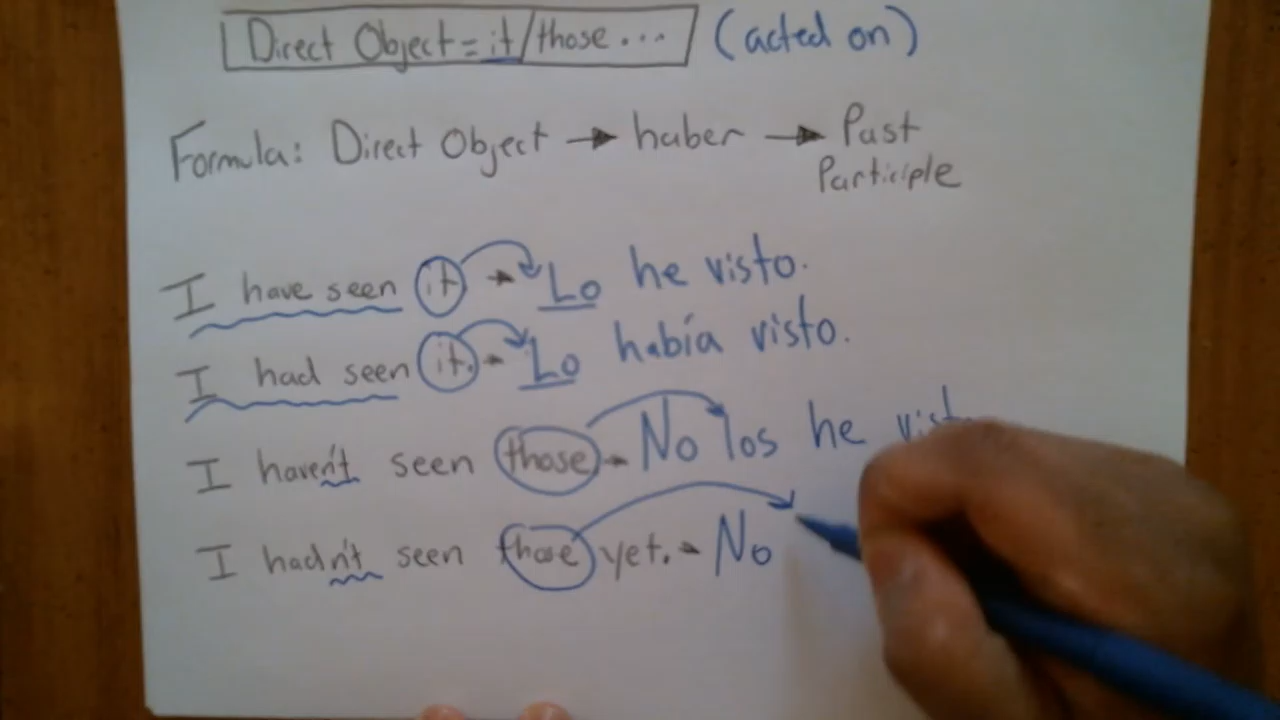 Direct Object = it/those... (acted on)
Formula: Direct Object → haber → Past Participle
I have seen it → Lo he visto.
I had seen it. → Lo había visto.
I haven't seen those → No los he
I hadn't seen those yet. → No